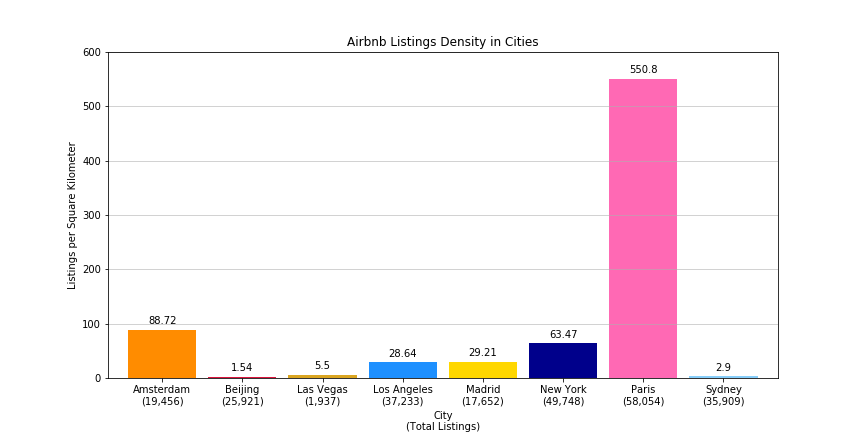 Airbnb Listings Density in Cities
Listings per Square Kilometer
600
500
400
300
200
100
0
88.72
1.54
5.5
28.64
29.21
63.47
550.8
2.9
Amsterdam
(19,456)
Beijing
(25,921)
Las Vegas
(1,937)
Los Angeles
(37,233)
Madrid
(17,652)
New York
(49,748)
Paris
(58,054)
Sydney
(35,909)
City
(Total Listings)